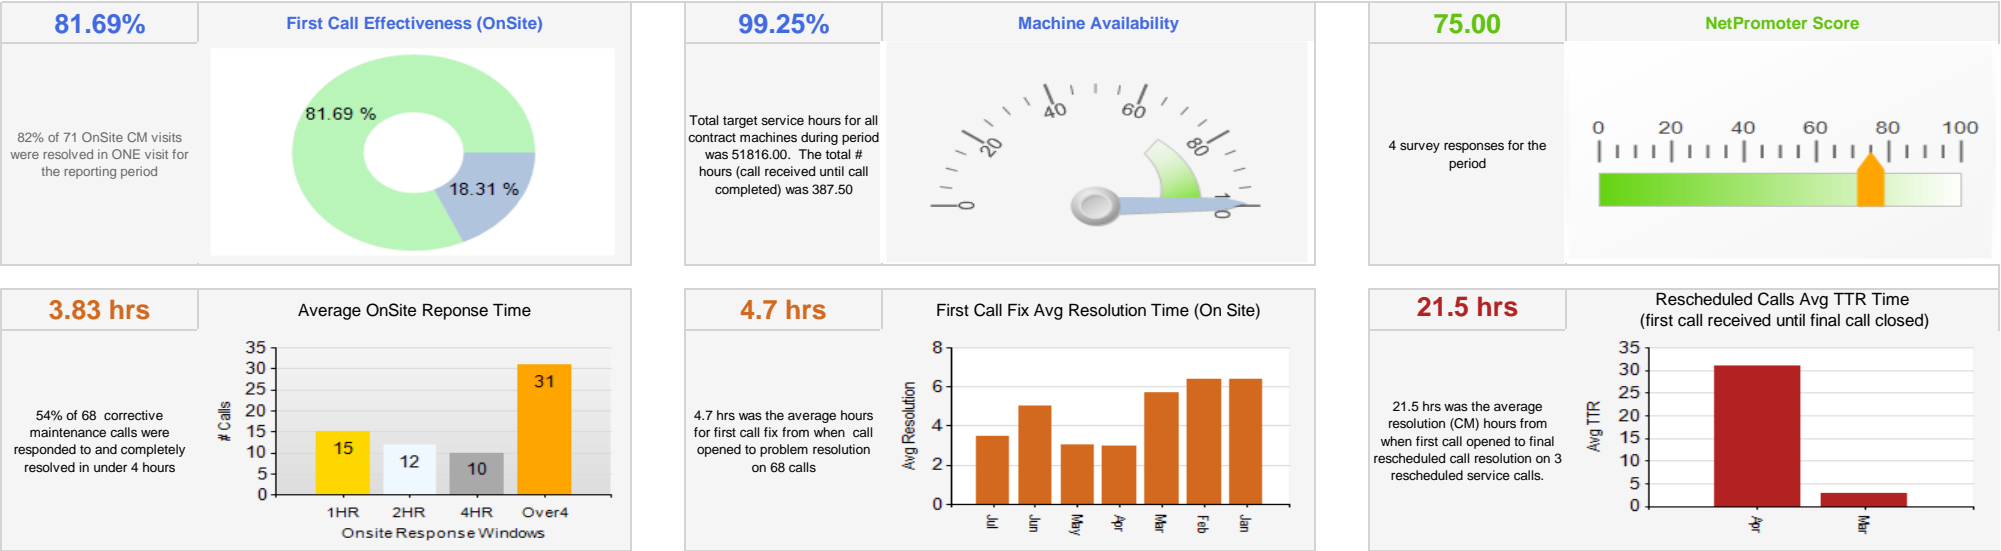 81.69%
First Call Effectiveness (OnSite)
82% of 71 OnSite CM visits
were resolved in ONE visit for
the reporting period
81.69 %
18.31 %
99.25%
Machine Availability
Total target service hours for all
contract machines during period
was 51816.00.  The total #
hours (call received until call
completed) was 387.50
0
20
40
60
80
10
75.00
NetPromoter Score
4 survey responses for the
period
0 20 40 60 80 100
3.83 hrs
Average OnSite Reponse Time
54% of 68  corrective
maintenance calls were
responded to and completely
resolved in under 4 hours
# Calls
35
30
25
20
15
10
5
0
15
12
10
31
1HR 2HR 4HR Over4
Onsite Response Windows
4.7 hrs
First Call Fix Avg Resolution Time (On Site)
4.7 hrs was the average hours
for first call fix from when  call
opened to problem resolution
on 68 calls
Avg Resolution
8
6
4
2
0
Jul Jun May Apr Mar Feb Jan
21.5 hrs
Rescheduled Calls Avg TTR Time
(first call received until final call closed)
21.5 hrs was the average
resolution (CM) hours from
when first call opened to final
rescheduled call resolution on 3
rescheduled service calls.
Avg TTR
35
30
25
20
15
10
5
0
Apr Mar